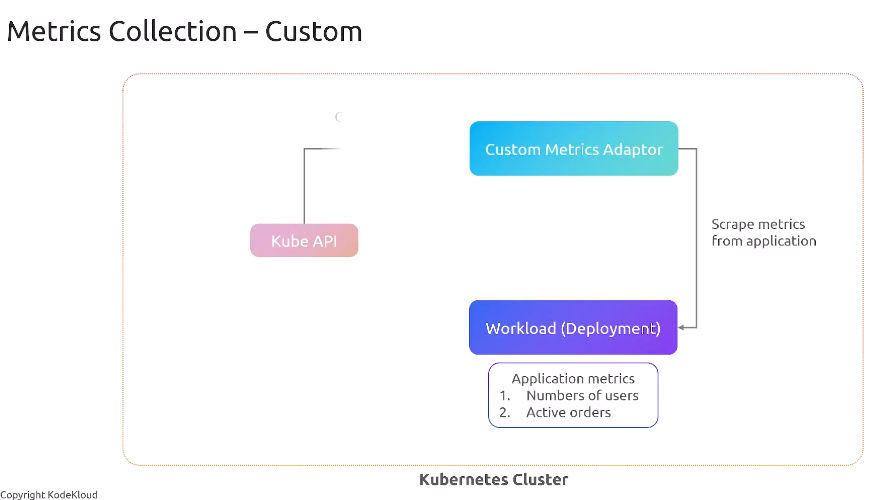 Metrics Collection – Custom
Custom Metrics Adaptor
Kube API
Scrape metrics
from application
Workload (Deployment)
Application metrics
1. Numbers of users
2. Active orders
Kubernetes Cluster
Copyright KodeKloud